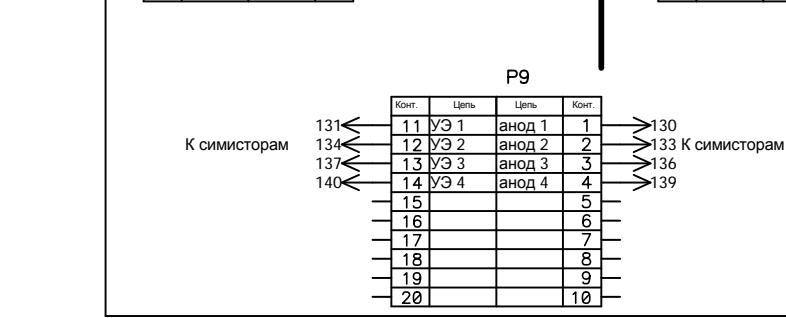 P9
Конт. Цепь Цепь Конт.
131 11 УЭ 1 анод 1 1 130
К симисторам 134 12 УЭ 2 анод 2 2 133 К симисторам
137 13 УЭ 3 анод 3 3 136
140 14 УЭ 4 анод 4 4 139
15 5
16 6
17 7
18 8
19 9
20 10